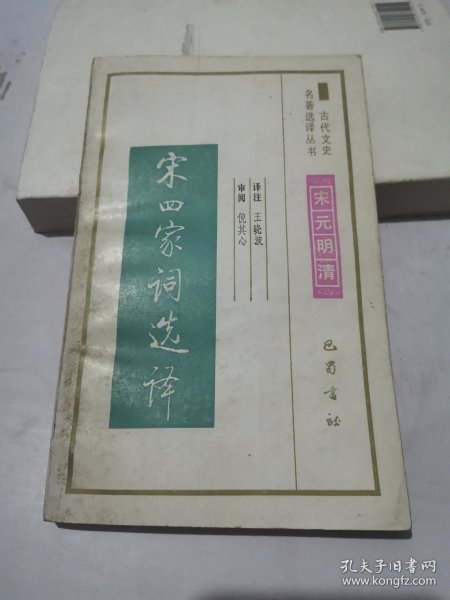 古代文史
名著选译丛书
宋元明清
巴蜀书社
译注 王晓波
审阅 倪其心
宋四家词选译
孔夫子旧书网
www.kongfz.com